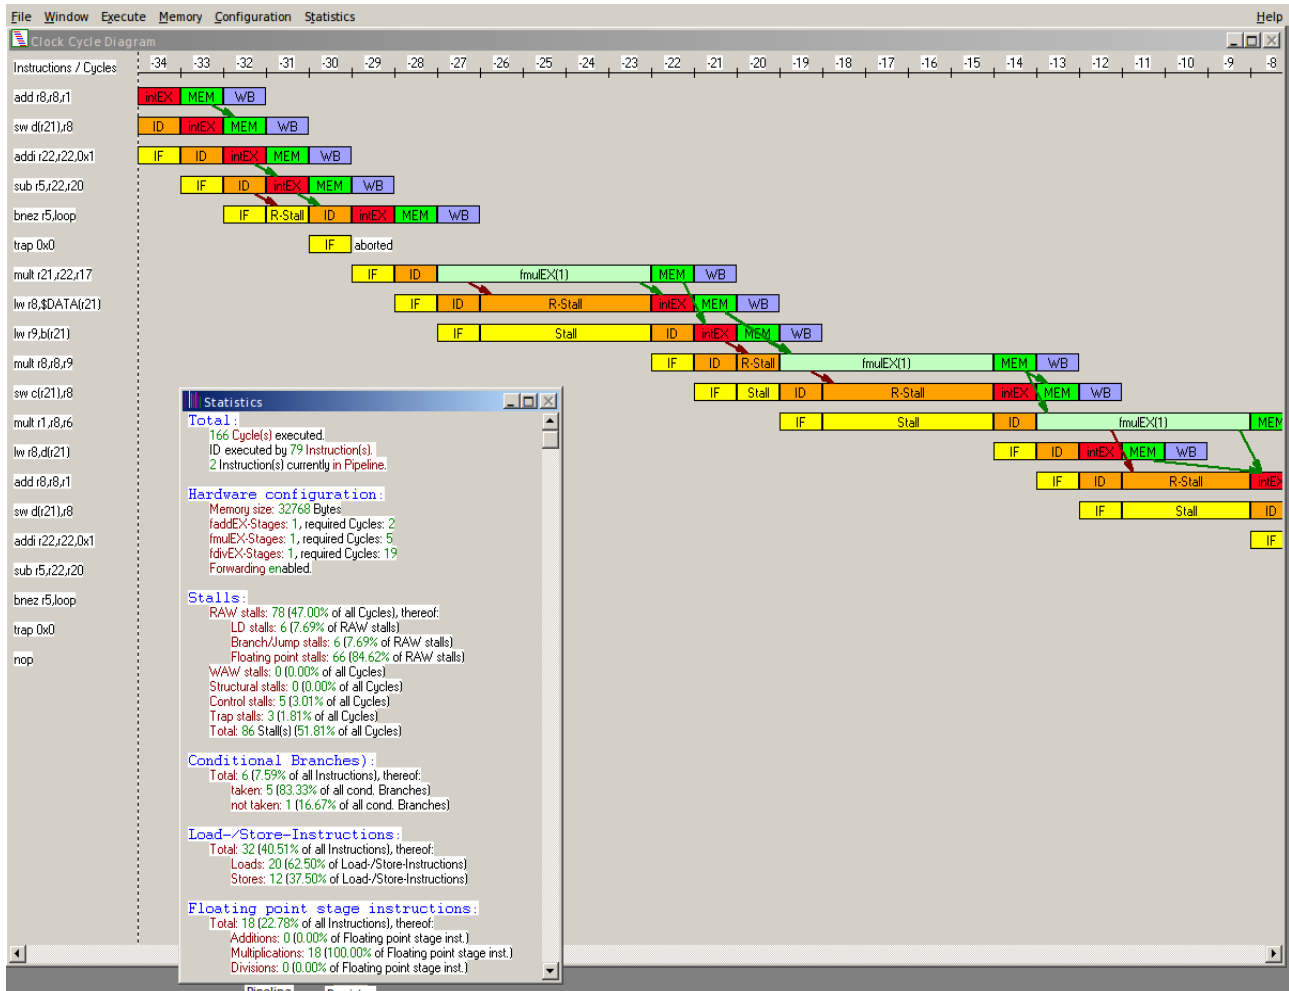 File Window Execute Memory Configuration Statistics Help
Clock Cycle Diagram
Instructions / Cycles -34 -33 -32 -31 -30 -29 -28 -27 -26 -25 -24 -23 -22 -21 -20 -19 -18 -17 -16 -15 -14 -13 -12 -11 -10 -9 -8
add r8,r8,r1 intEX MEM WB
sw d(r21),r8 ID intEX MEM WB
addi r22,r22,0x1 IF ID intEX MEM WB
sub r5,r22,r20 IF ID intEX MEM WB
bnez r5,loop IF R-Stall ID intEX MEM WB
trap 0x0 IF aborted
mult r21,r22,r17 IF ID fmulEX(1) MEM WB
lw r8,$DATA(r21) IF ID R-Stall intEX MEM WB
lw r9,b(r21) IF Stall ID intEX MEM WB
mult r8,r8,r9 IF ID R-Stall fmulEX(1) MEM WB
sw c(r21),r8 IF Stall ID R-Stall intEX MEM WB
mult r1,r8,r6 IF Stall ID fmulEX(1) MEM
lw r8,d(r21) IF ID intEX MEM WB
add r8,r8,r1 IF ID R-Stall intEX
sw d(r21),r8 IF Stall ID
addi r22,r22,0x1 IF
sub r5,r22,r20
bnez r5,loop
trap 0x0
nop
Statistics
Total:
166 Cycle(s) executed.
ID executed by 79 Instruction(s).
2 Instruction(s) currently in Pipeline.
Hardware configuration:
Memory size: 32768 Bytes
faddEX-Stages: 1, required Cycles: 2
fmulEX-Stages: 1, required Cycles: 5
fdivEX-Stages: 1, required Cycles: 19
Forwarding enabled.
Stalls:
RAW stalls: 78 (47.00% of all Cycles), thereof:
LD stalls: 6 (7.69% of RAW stalls)
Branch/Jump stalls: 6 (7.69% of RAW stalls)
Floating point stalls: 66 (84.62% of RAW stalls)
WAW stalls: 0 (0.00% of all Cycles)
Structural stalls: 0 (0.00% of all Cycles)
Control stalls: 5 (3.01% of all Cycles)
Trap stalls: 3 (1.81% of all Cycles)
Total: 86 Stall(s) (51.81% of all Cycles)
Conditional Branches):
Total: 6 (7.59% of all Instructions), thereof:
taken: 5 (83.33% of all cond. Branches)
not taken: 1 (16.67% of all cond. Branches)
Load-/Store-Instructions:
Total: 32 (40.51% of all Instructions), thereof:
Loads: 20 (62.50% of Load-/Store-Instructions)
Stores: 12 (37.50% of Load-/Store-Instructions)
Floating point stage instructions:
Total: 18 (22.78% of all Instructions), thereof:
Additions: 0 (0.00% of Floating point stage inst.)
Multiplications: 18 (100.00% of Floating point stage inst.)
Divisions: 0 (0.00% of Floating point stage inst.)
Pipeline